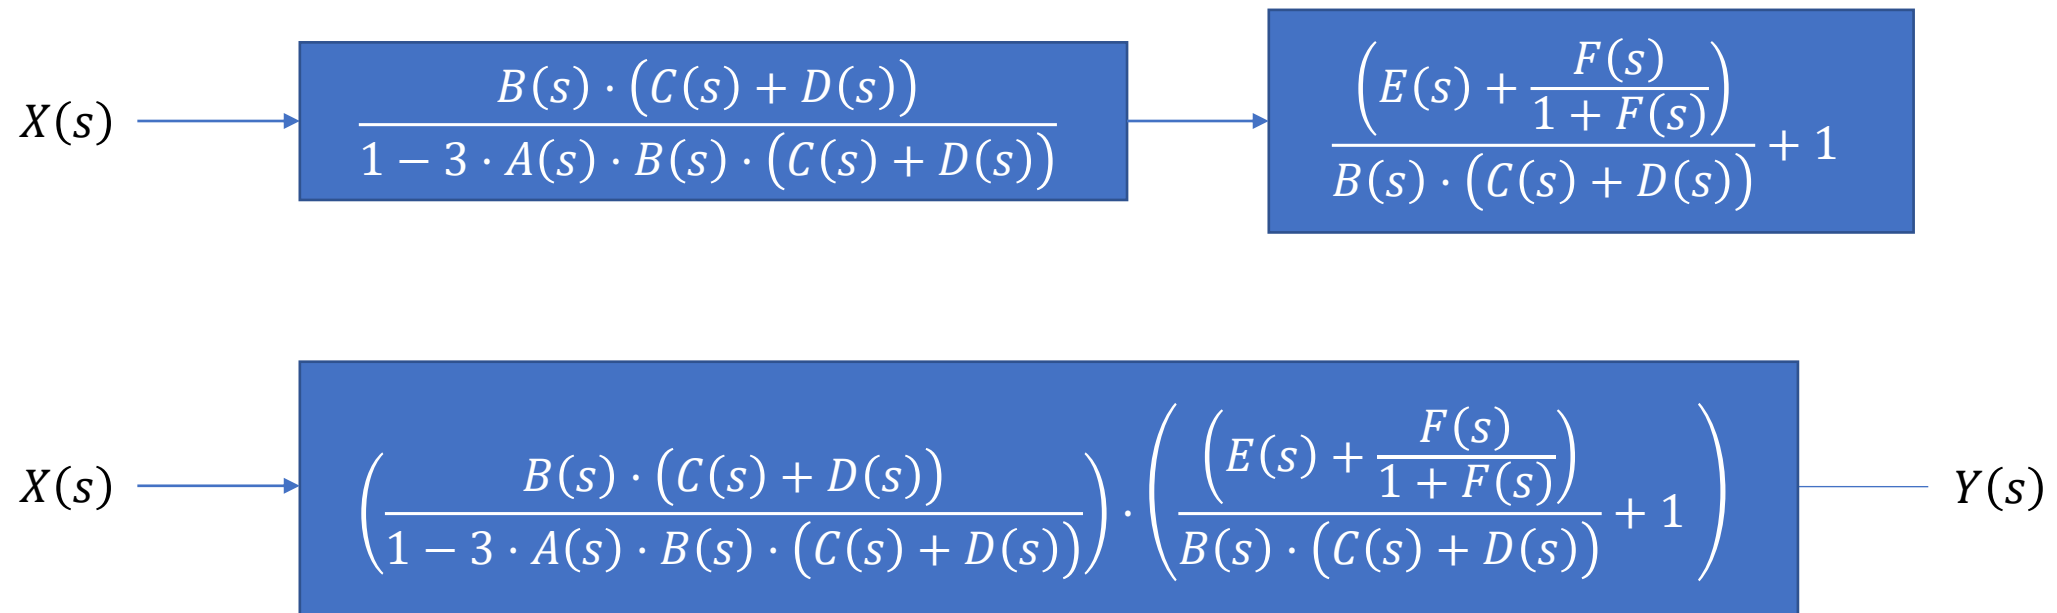 X(s)
B(s) · (C(s) + D(s))
1 − 3 · A(s) · B(s) · (C(s) + D(s))
(E(s) + F(s) / 1 + F(s))
B(s) · (C(s) + D(s)) + 1
X(s)
(B(s) · (C(s) + D(s)) / 1 − 3 · A(s) · B(s) · (C(s) + D(s))) · ((E(s) + F(s) / 1 + F(s)) / B(s) · (C(s) + D(s)) + 1)
Y(s)